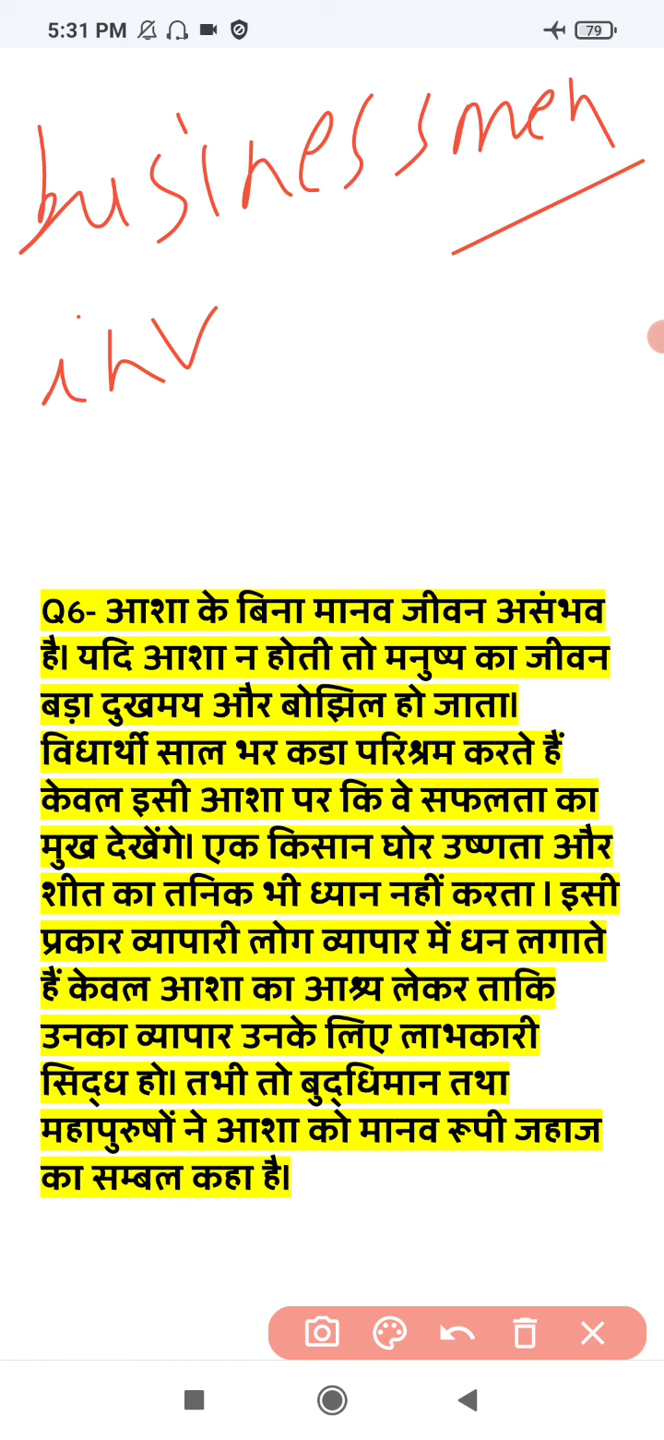 5:31 PM
79
businessmen
inv
Q6- आशा के बिना मानव जीवन असंभव
है। यदि आशा न होती तो मनुष्य का जीवन
बड़ा दुखमय और बोझिल हो जाता।
विधार्थी साल भर कडा परिश्रम करते हैं
केवल इसी आशा पर कि वे सफलता का
मुख देखेंगे। एक किसान घोर उष्णता और
शीत का तनिक भी ध्यान नहीं करता । इसी
प्रकार व्यापारी लोग व्यापार में धन लगाते
हैं केवल आशा का आश्र्य लेकर ताकि
उनका व्यापार उनके लिए लाभकारी
सिद्ध हो। तभी तो बुद्धिमान तथा
महापुरुषों ने आशा को मानव रूपी जहाज
का सम्बल कहा है।